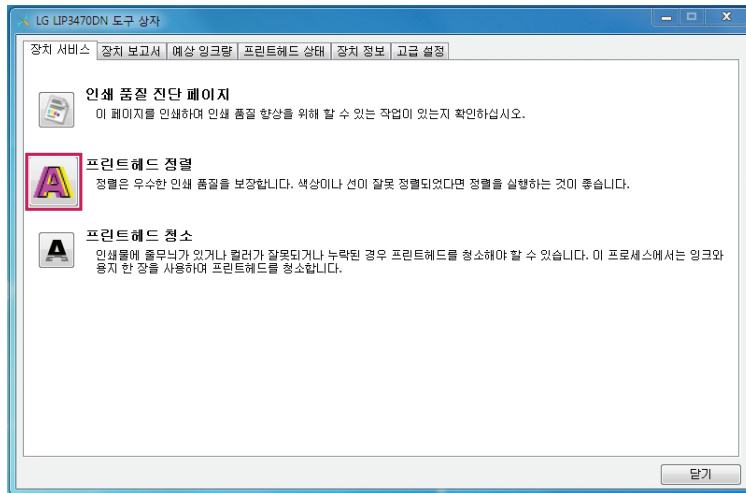 LG LIP3470DN 도구 상자
장치 서비스 장치 보고서 예상 잉크량 프린트헤드 상태 장치 정보 고급 설정
인쇄 품질 진단 페이지
이 페이지를 인쇄하여 인쇄 품질 향상을 위해 할 수 있는 작업이 있는지 확인하십시오.
프린트헤드 정렬
정렬은 우수한 인쇄 품질을 보장합니다. 색상이나 선이 잘못 정렬되었다면 정렬을 실행하는 것이 좋습니다.
프린트헤드 청소
인쇄물에 줄무늬가 있거나 컬러가 잘못되거나 누락된 경우 프린트헤드를 청소해야 할 수 있습니다. 이 프로세스에서는 잉크와
용지 한 장을 사용하여 프린트헤드를 청소합니다.
닫기